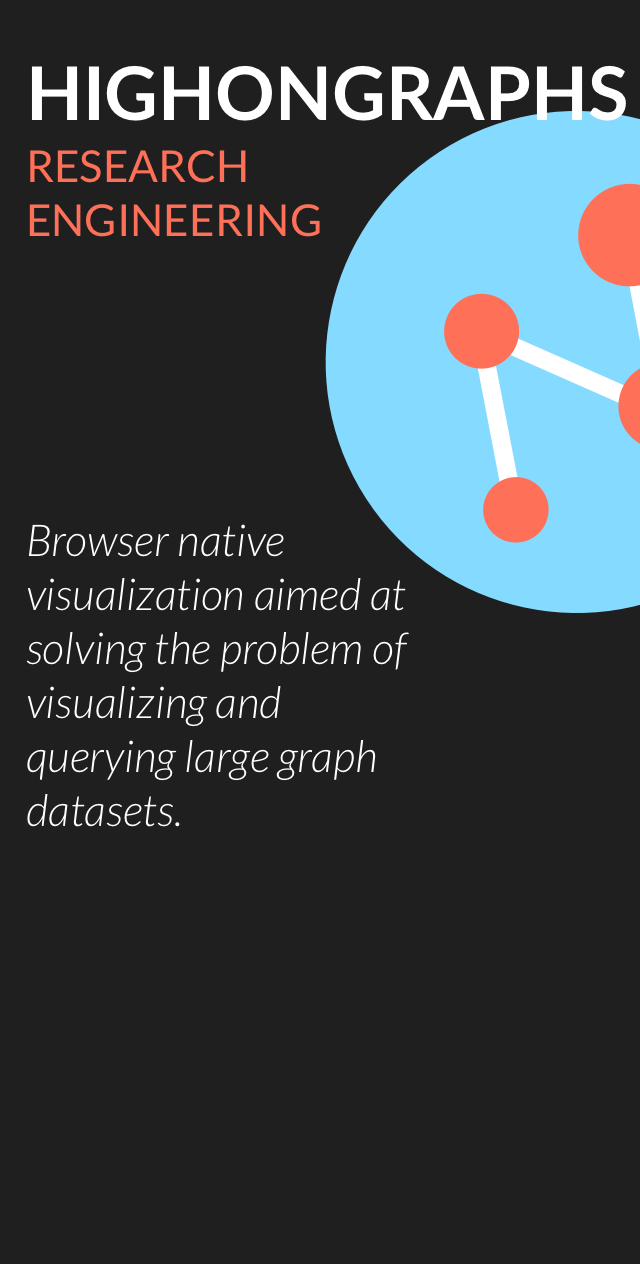 HIGHONGRAPHS
RESEARCH
ENGINEERING
Browser native
visualization aimed at
solving the problem of
visualizing and
querying large graph
datasets.